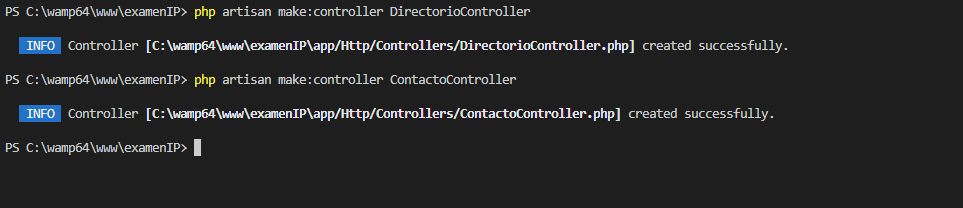 PS C:\wamp64\www\examenIP> php artisan make:controller DirectorioController
INFO Controller [C:\wamp64\www\examenIP\app/Http/Controllers/DirectorioController.php] created successfully.
PS C:\wamp64\www\examenIP> php artisan make:controller ContactoController
INFO Controller [C:\wamp64\www\examenIP\app/Http/Controllers/ContactoController.php] created successfully.
PS C:\wamp64\www\examenIP>